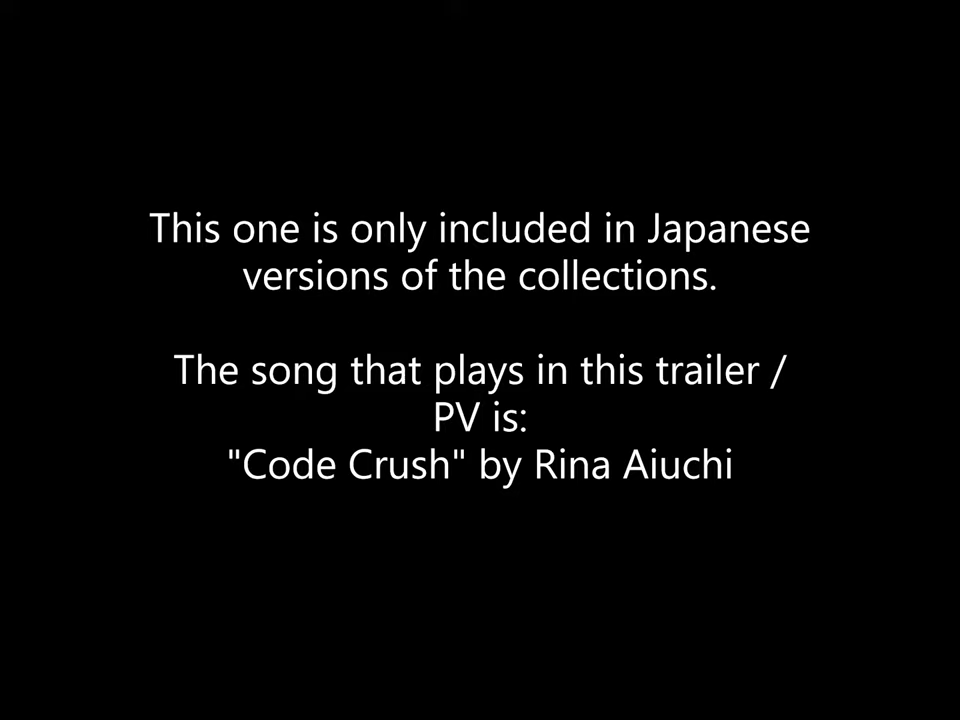 This one is only included in Japanese
versions of the collections.
The song that plays in this trailer /
PV is:
"Code Crush" by Rina Aiuchi